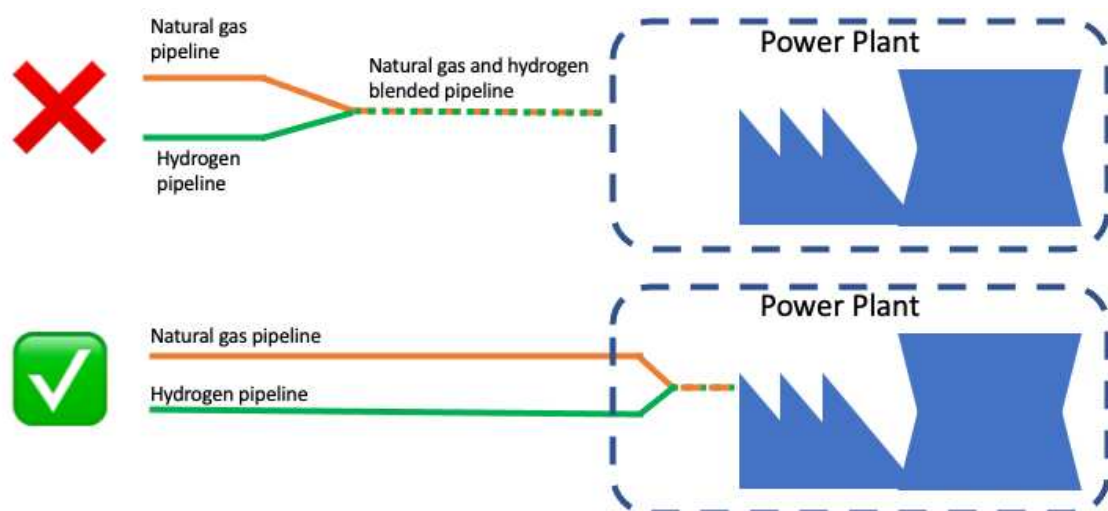 Natural gas
pipeline
Natural gas and hydrogen
blended pipeline
Hydrogen
pipeline
Power Plant
Natural gas pipeline
Hydrogen pipeline
Power Plant